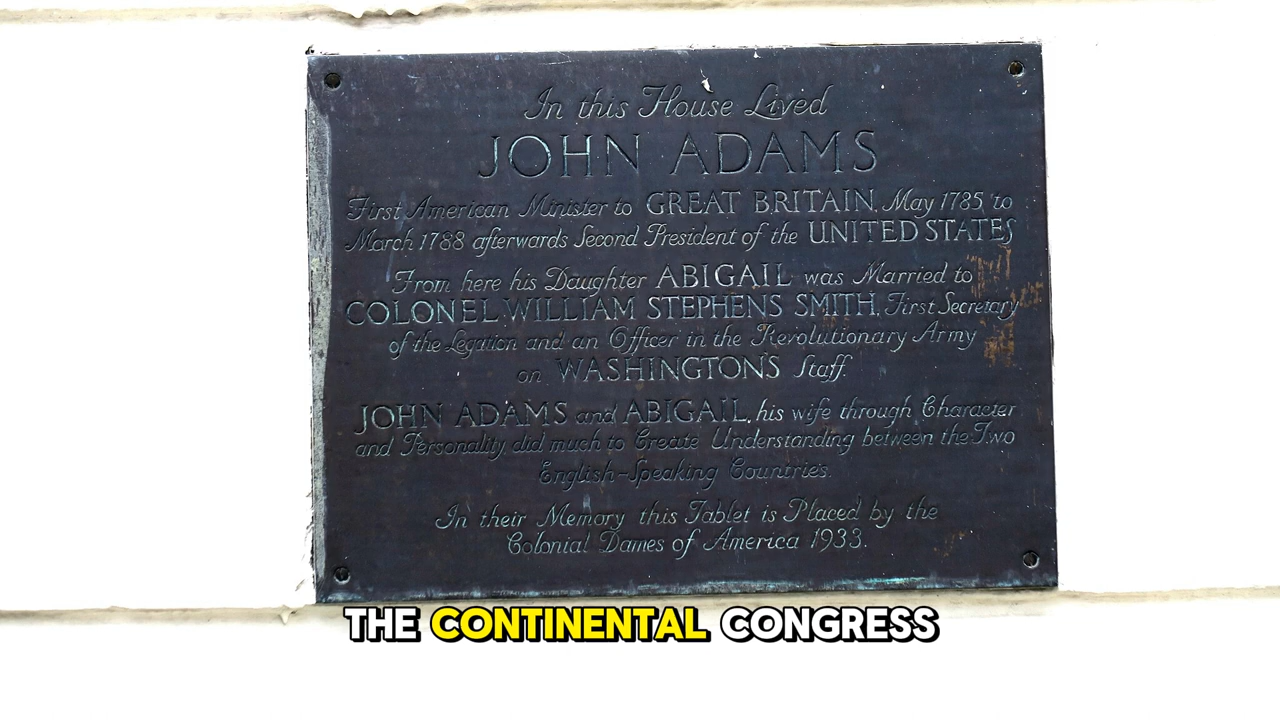 In this House Lived
JOHN ADAMS
First American Minister to GREAT BRITAIN, May 1785, to
March 1788 afterwards Second President of the UNITED STATES
From here his Daughter ABIGAIL was Married to
COLONEL WILLIAM STEPHENS SMITH, First Secretary
of the Legation and an Officer in the Revolutionary Army
on WASHINGTON'S Staff.
JOHN ADAMS and ABIGAIL, his wife through Character
and Personality did much to Create Understanding between the Two
English-Speaking Countries.
In their Memory this Tablet is Placed by the
Colonial Dames of America 1933.
THE CONTINENTAL CONGRESS